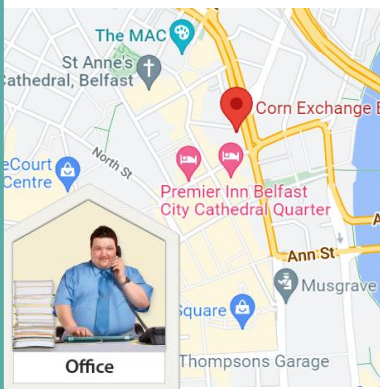 The MAC
St Anne's
Cathedral, Belfast
Corn Exchange B
North St
eCourt
Centre
Premier Inn Belfast
City Cathedral Quarter
A
Ann St
Musgrave
Square
Office
Thompsons Garage